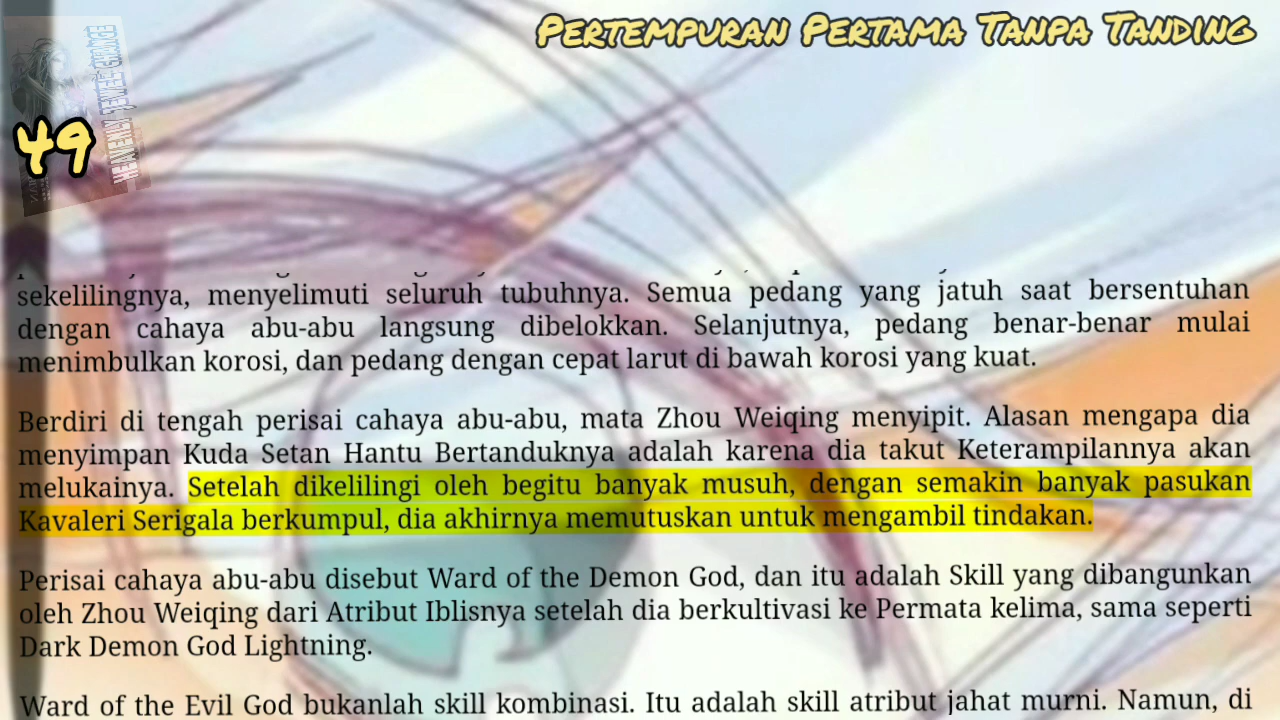 Pertempuran Pertama Tanpa Tanding
HEAVENLY JEWEL CHANGE
49
sekelilingnya, menyelimuti seluruh tubuhnya. Semua pedang yang jatuh saat bersentuhan
dengan cahaya abu-abu langsung dibelokkan. Selanjutnya, pedang benar-benar mulai
menimbulkan korosi, dan pedang dengan cepat larut di bawah korosi yang kuat.
Berdiri di tengah perisai cahaya abu-abu, mata Zhou Weiqing menyipit. Alasan mengapa dia
menyimpan Kuda Setan Hantu Bertanduknya adalah karena dia takut Keterampilannya akan
melukainya. Setelah dikelilingi oleh begitu banyak musuh, dengan semakin banyak pasukan
Kavaleri Serigala berkumpul, dia akhirnya memutuskan untuk mengambil tindakan.
Perisai cahaya abu-abu disebut Ward of the Demon God, dan itu adalah Skill yang dibangunkan
oleh Zhou Weiqing dari Atribut Iblisnya setelah dia berkultivasi ke Permata kelima, sama seperti
Dark Demon God Lightning.
Ward of the Evil God bukanlah skill kombinasi. Itu adalah skill atribut jahat murni. Namun, di